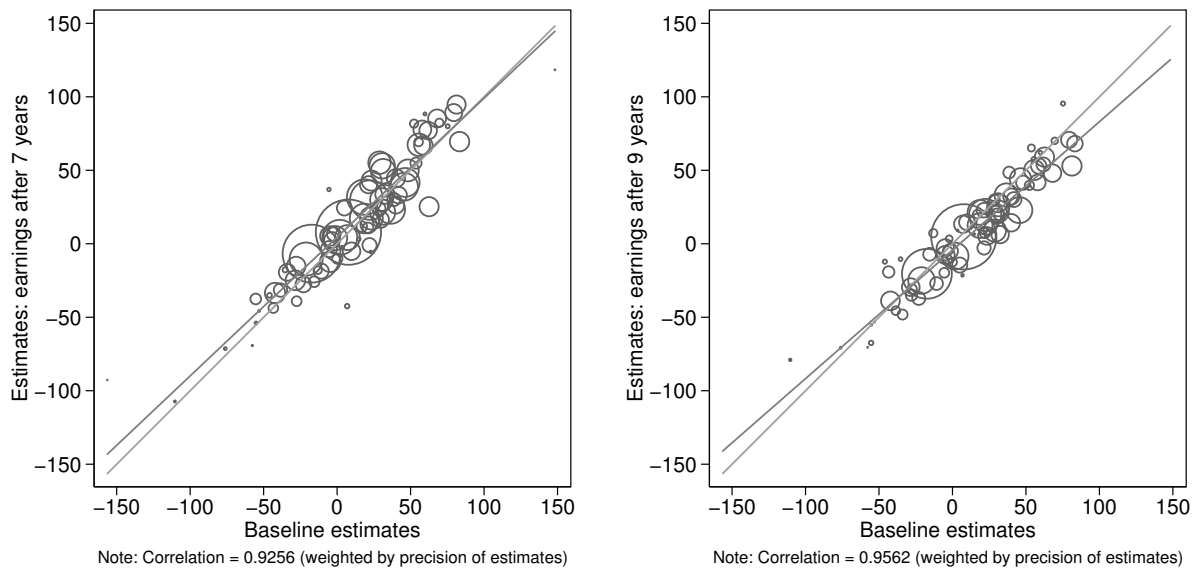 150
100
50
0
−50
−100
−150
Estimates: earnings after 7 years
−150 −100 −50 0 50 100 150
Baseline estimates
Note: Correlation = 0.9256 (weighted by precision of estimates)
150
100
50
0
−50
−100
−150
Estimates: earnings after 9 years
−150 −100 −50 0 50 100 150
Baseline estimates
Note: Correlation = 0.9562 (weighted by precision of estimates)